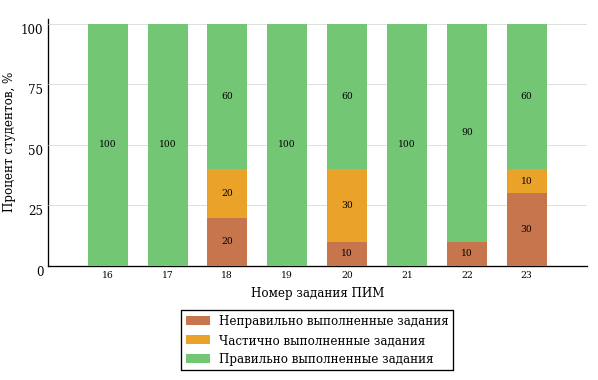 Процент студентов, %
100
75
50
25
0
100 100 60 100 60 100 90 60
20 30 10
20 10 10 30
16 17 18 19 20 21 22 23
Номер задания ПИМ
Неправильно выполненные задания
Частично выполненные задания
Правильно выполненные задания